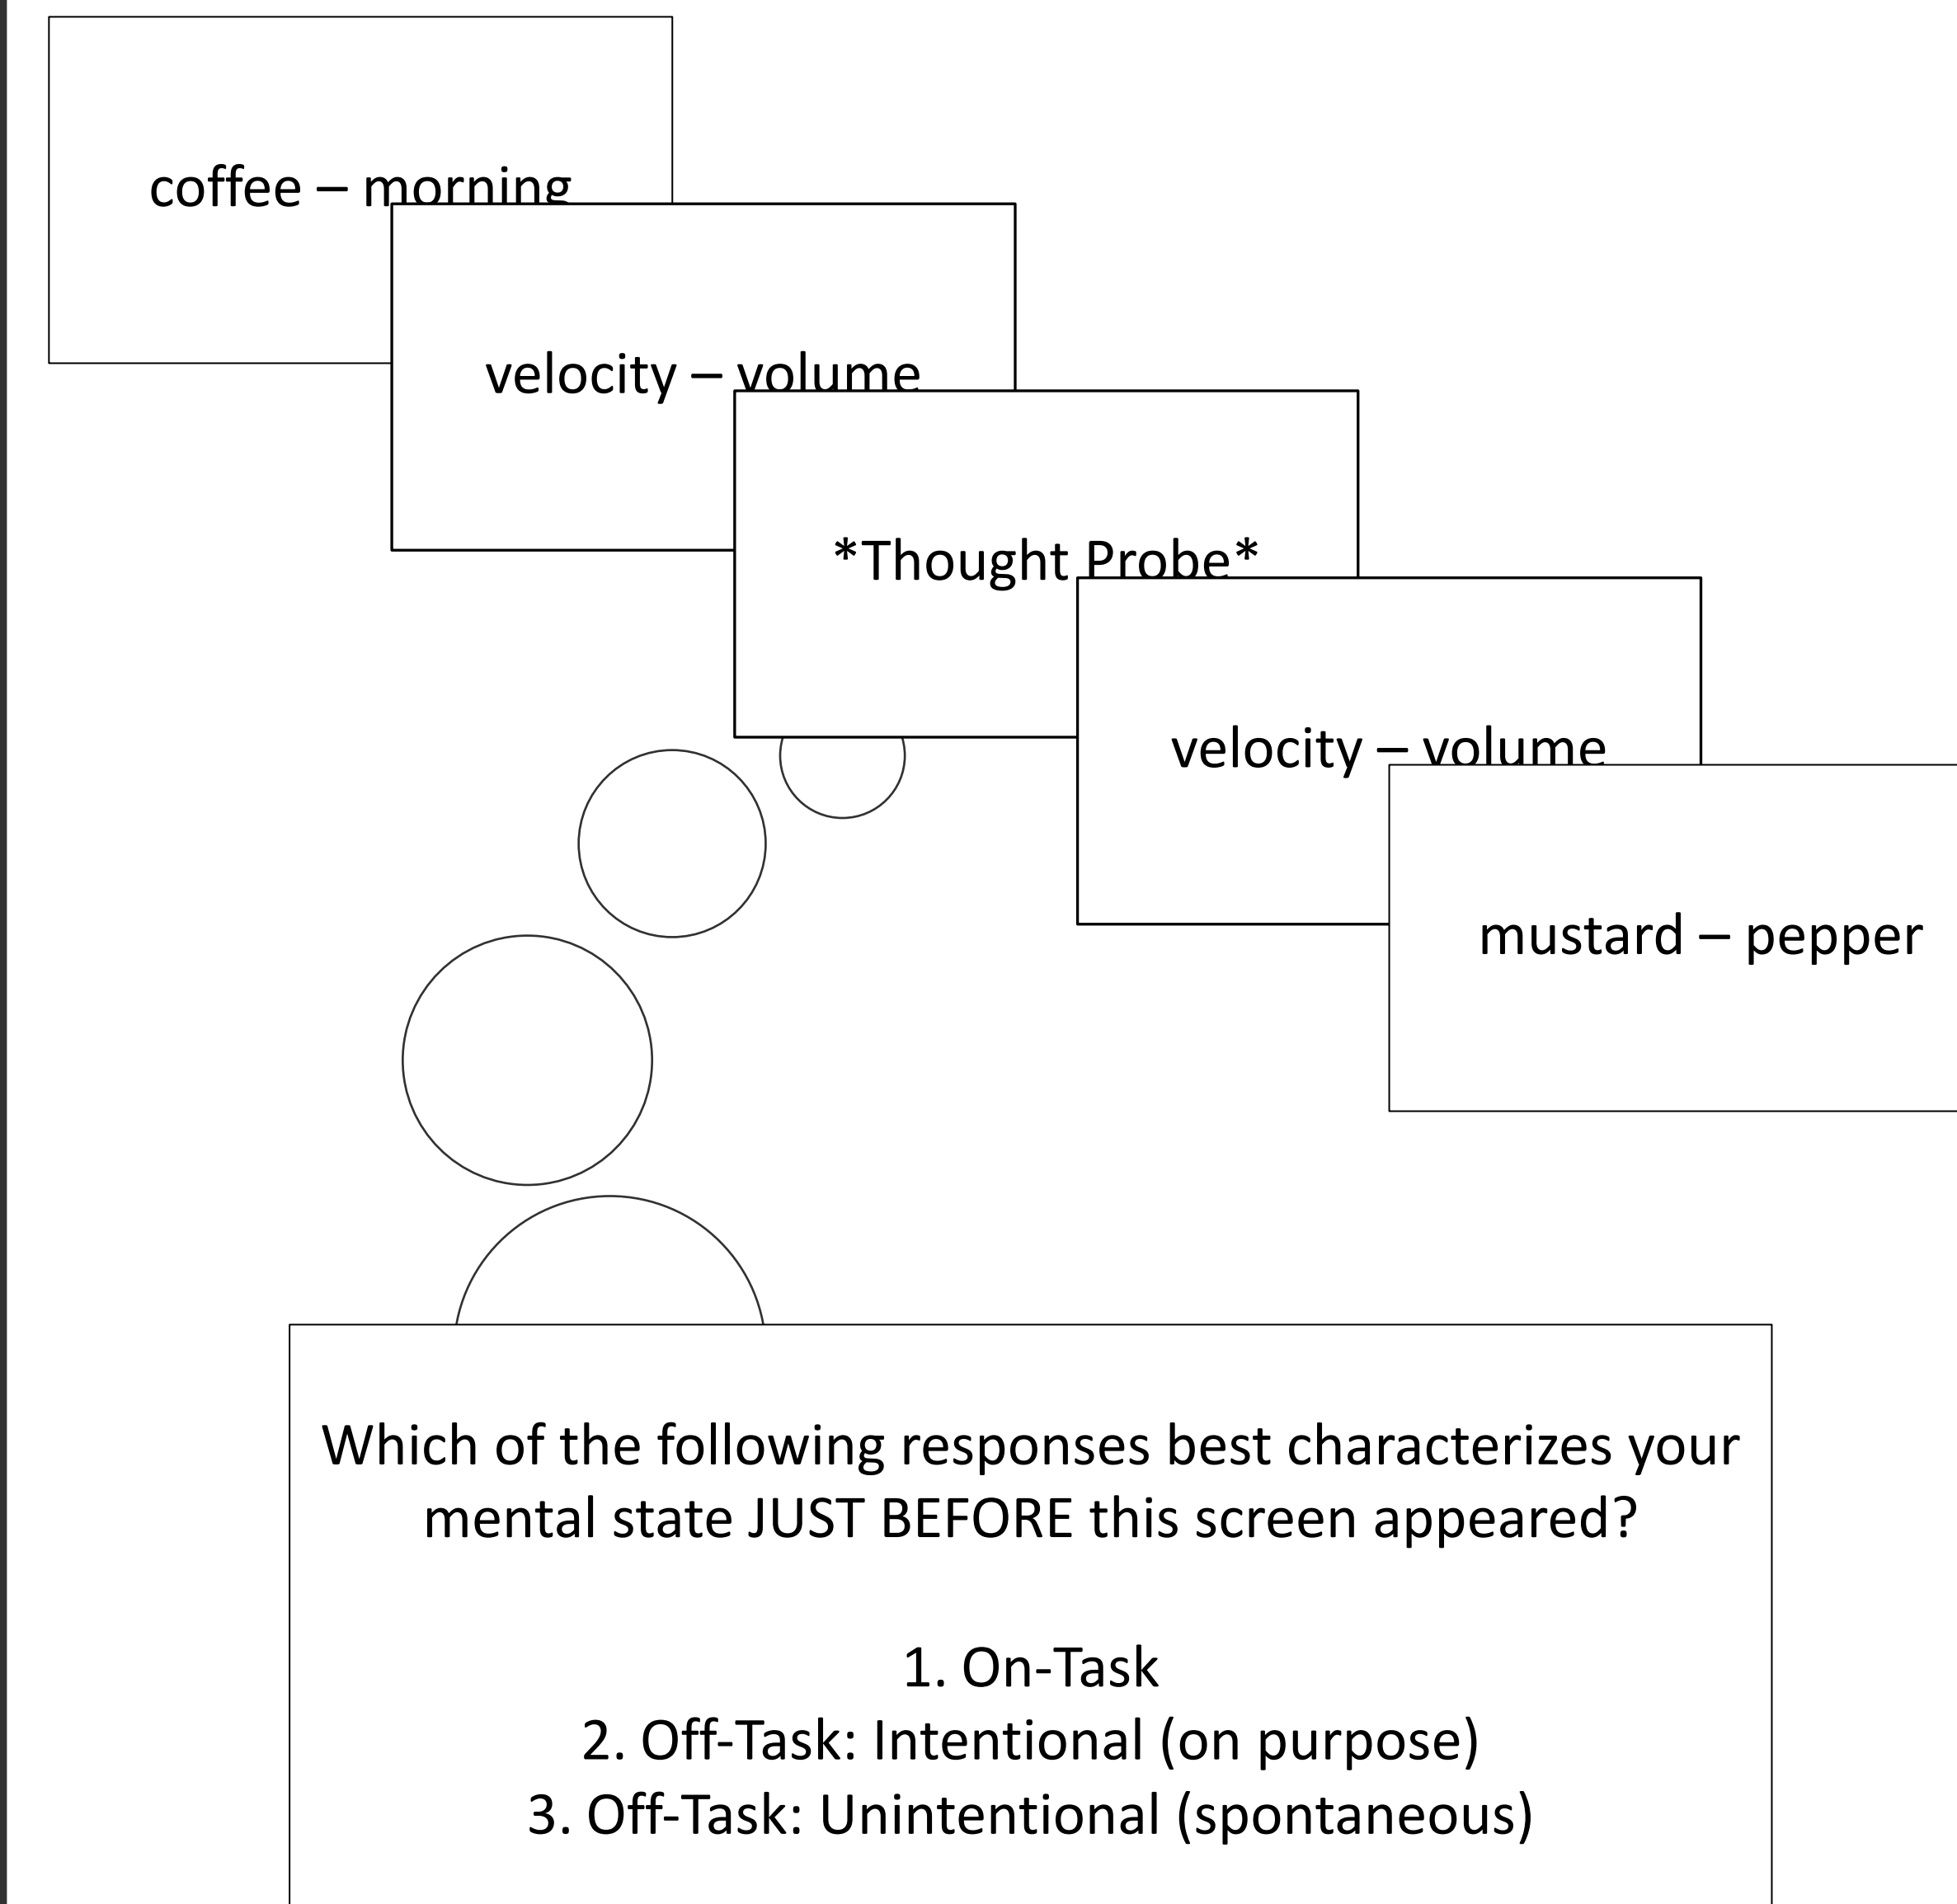 coffee – morning
velocity – volume
*Thought Probe*
velocity – volume
mustard – pepper
Which of the following responses best characterizes your
mental state JUST BEFORE this screen appeared?
1. On-Task
2. Off-Task: Intentional (on purpose)
3. Off-Task: Unintentional (spontaneous)